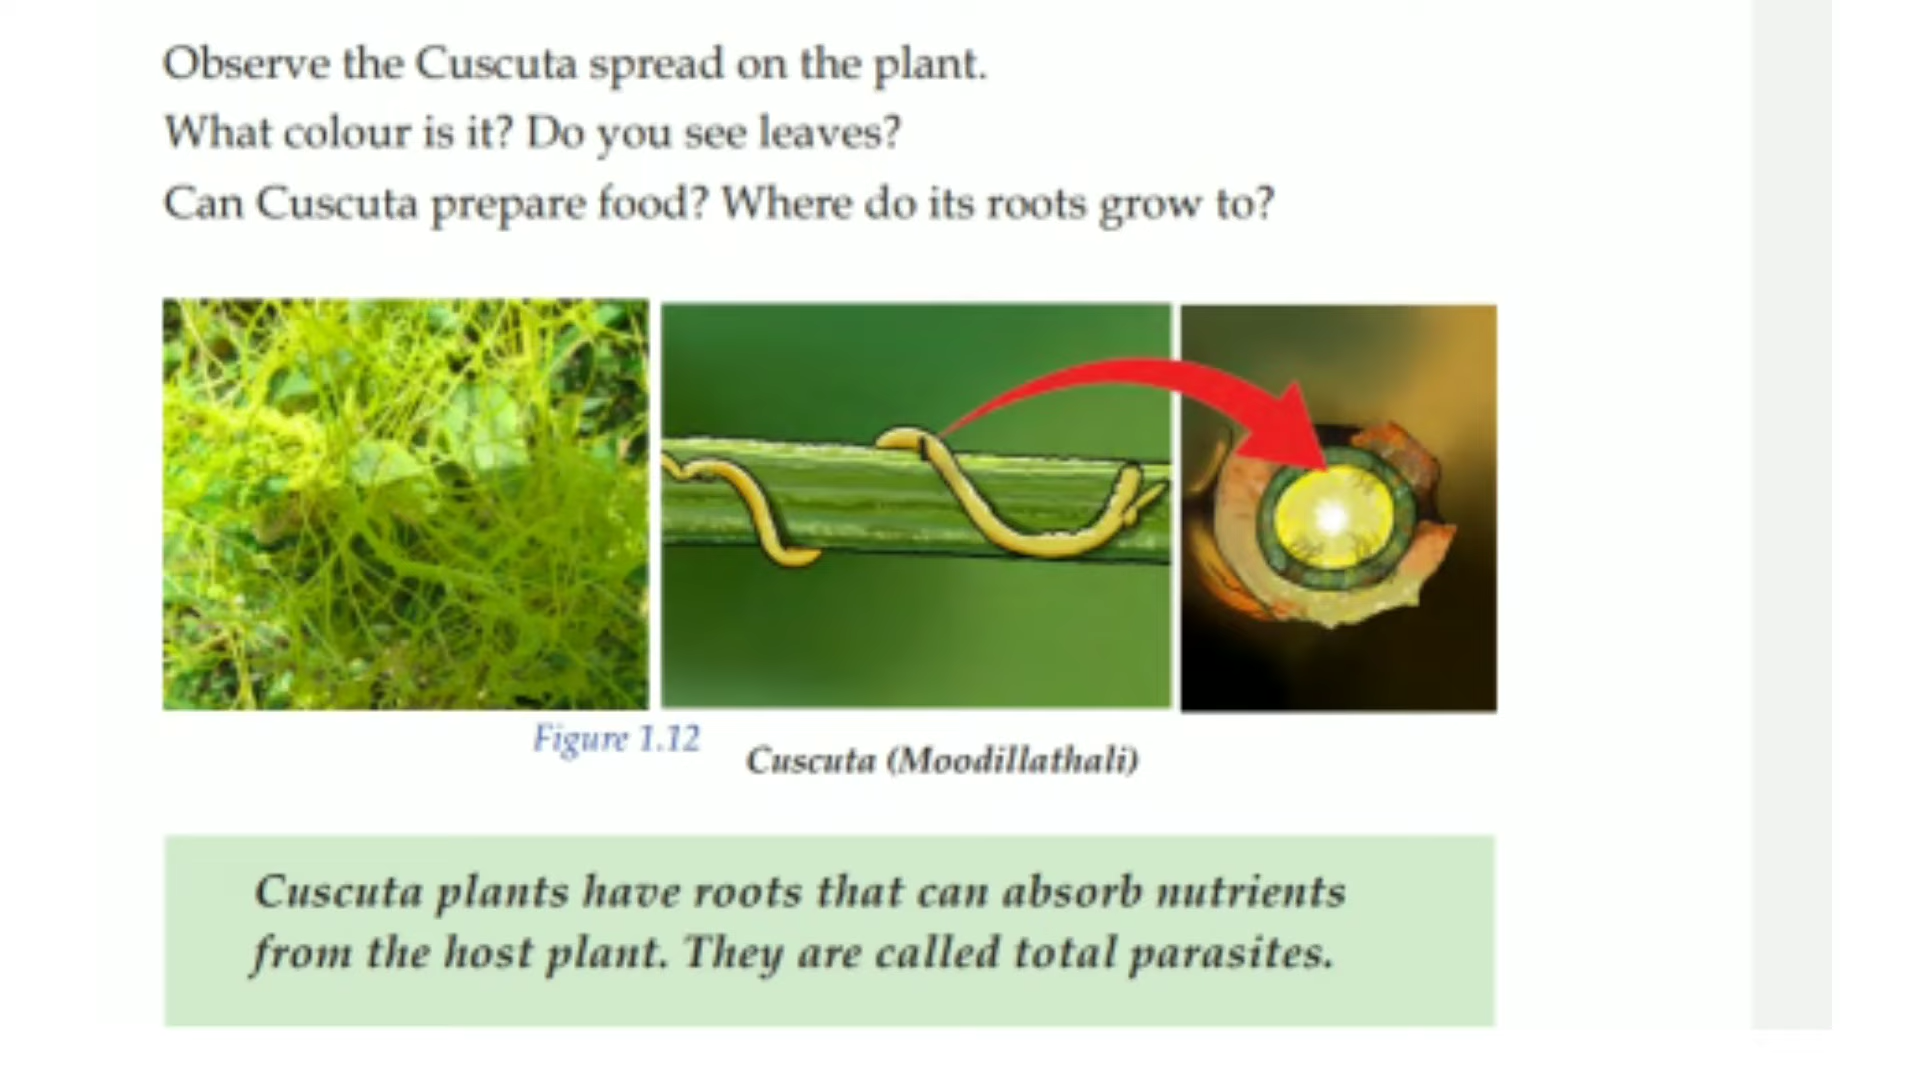 Observe the Cuscuta spread on the plant.
What colour is it? Do you see leaves?
Can Cuscuta prepare food? Where do its roots grow to?
Figure 1.12
Cuscuta (Moodillathali)
Cuscuta plants have roots that can absorb nutrients
from the host plant. They are called total parasites.